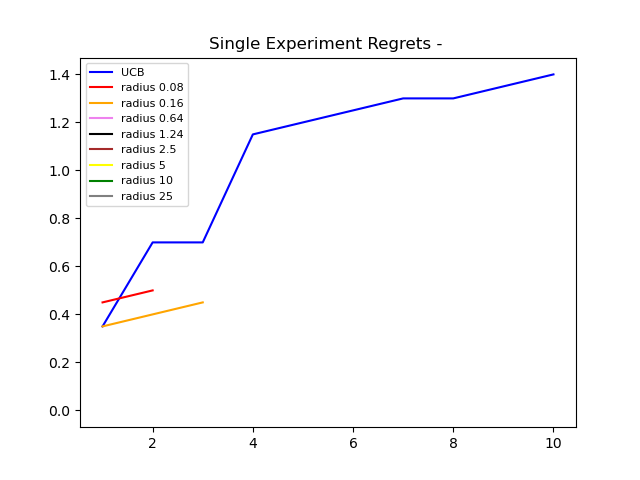 Single Experiment Regrets -
UCB
radius 0.08
radius 0.16
radius 0.64
radius 1.24
radius 2.5
radius 5
radius 10
radius 25
1.4
1.2
1.0
0.8
0.6
0.4
0.2
0.0
2 4 6 8 10